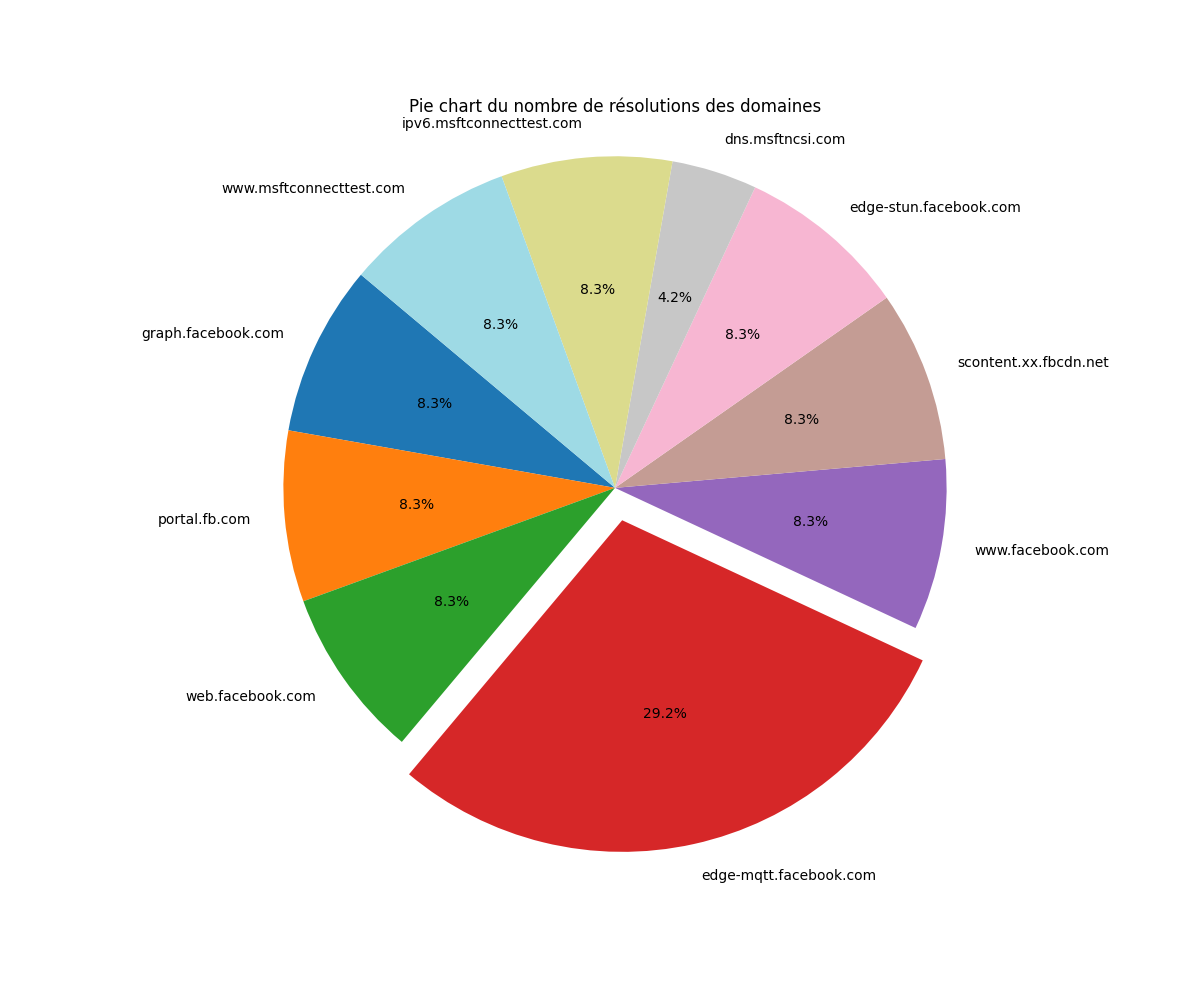 Pie chart du nombre de résolutions des domaines
ipv6.msftconnecttest.com
dns.msftncsi.com
www.msftconnecttest.com
edge-stun.facebook.com
8.3%
4.2%
8.3%
8.3%
graph.facebook.com
scontent.xx.fbcdn.net
8.3%
8.3%
portal.fb.com
8.3%
8.3%
www.facebook.com
8.3%
web.facebook.com
29.2%
edge-mqtt.facebook.com